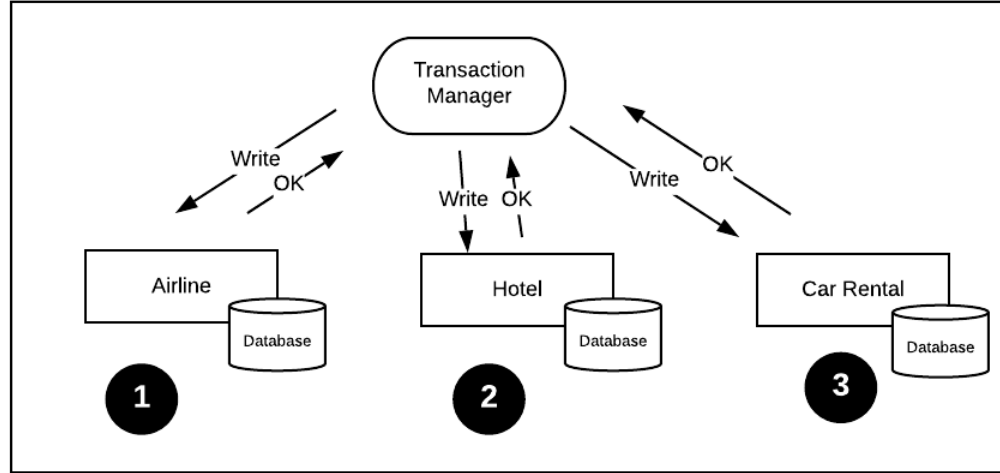 Transaction
Manager
Write
OK
Write
OK
Write
OK
Airline
Database
Hotel
Database
Car Rental
Database
1
2
3